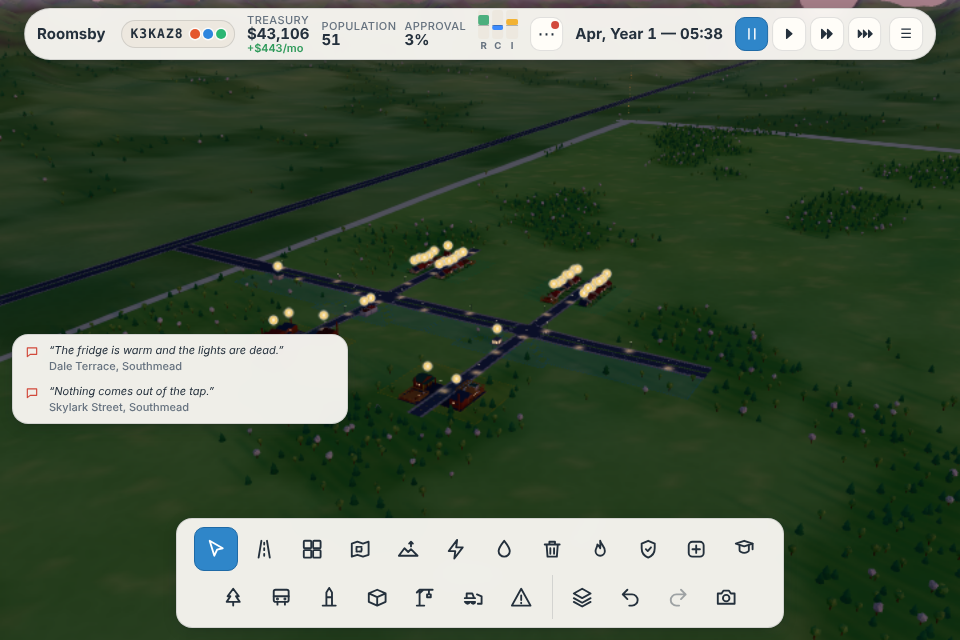 Roomsby
K3KAZ8
TREASURY
$43,106
+$443/mo
POPULATION
51
APPROVAL
3%
R C I
Apr, Year 1 — 05:38
“The fridge is warm and the lights are dead.”
Dale Terrace, Southmead
“Nothing comes out of the tap.”
Skylark Street, Southmead